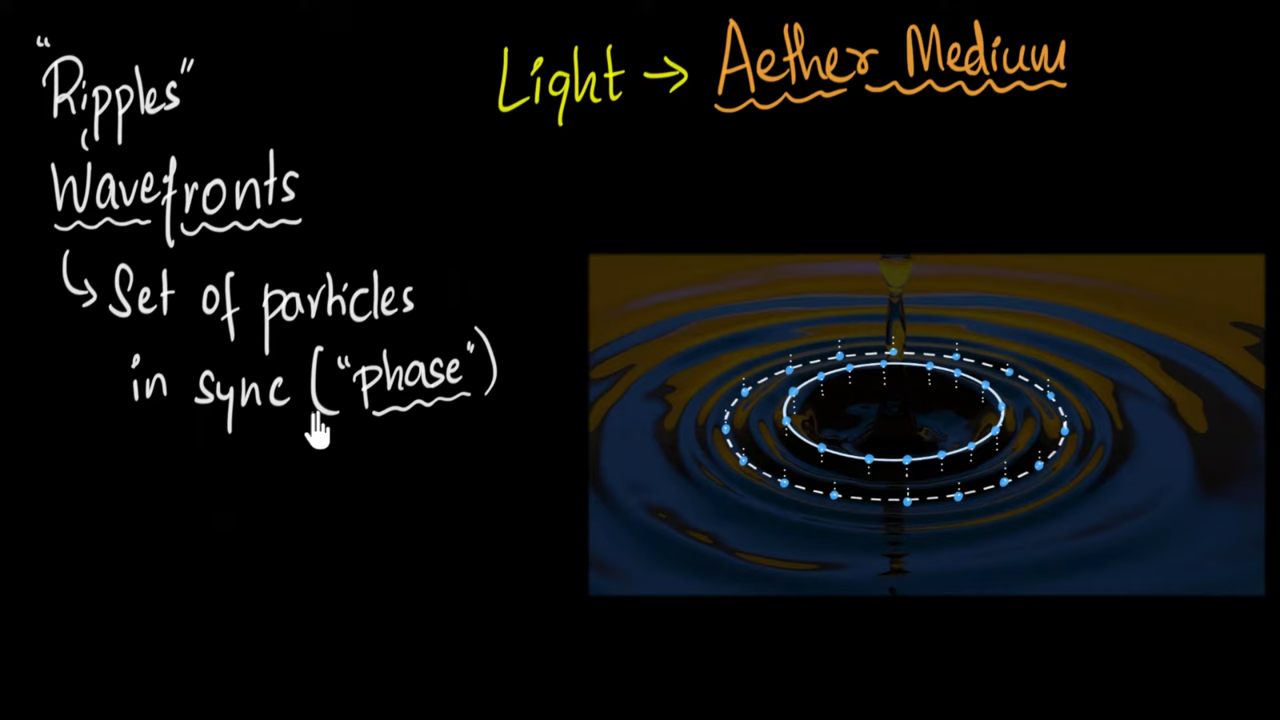 "Ripples"
Wavefronts
↳ Set of particles
in sync ("phase")
Light → Aether Medium